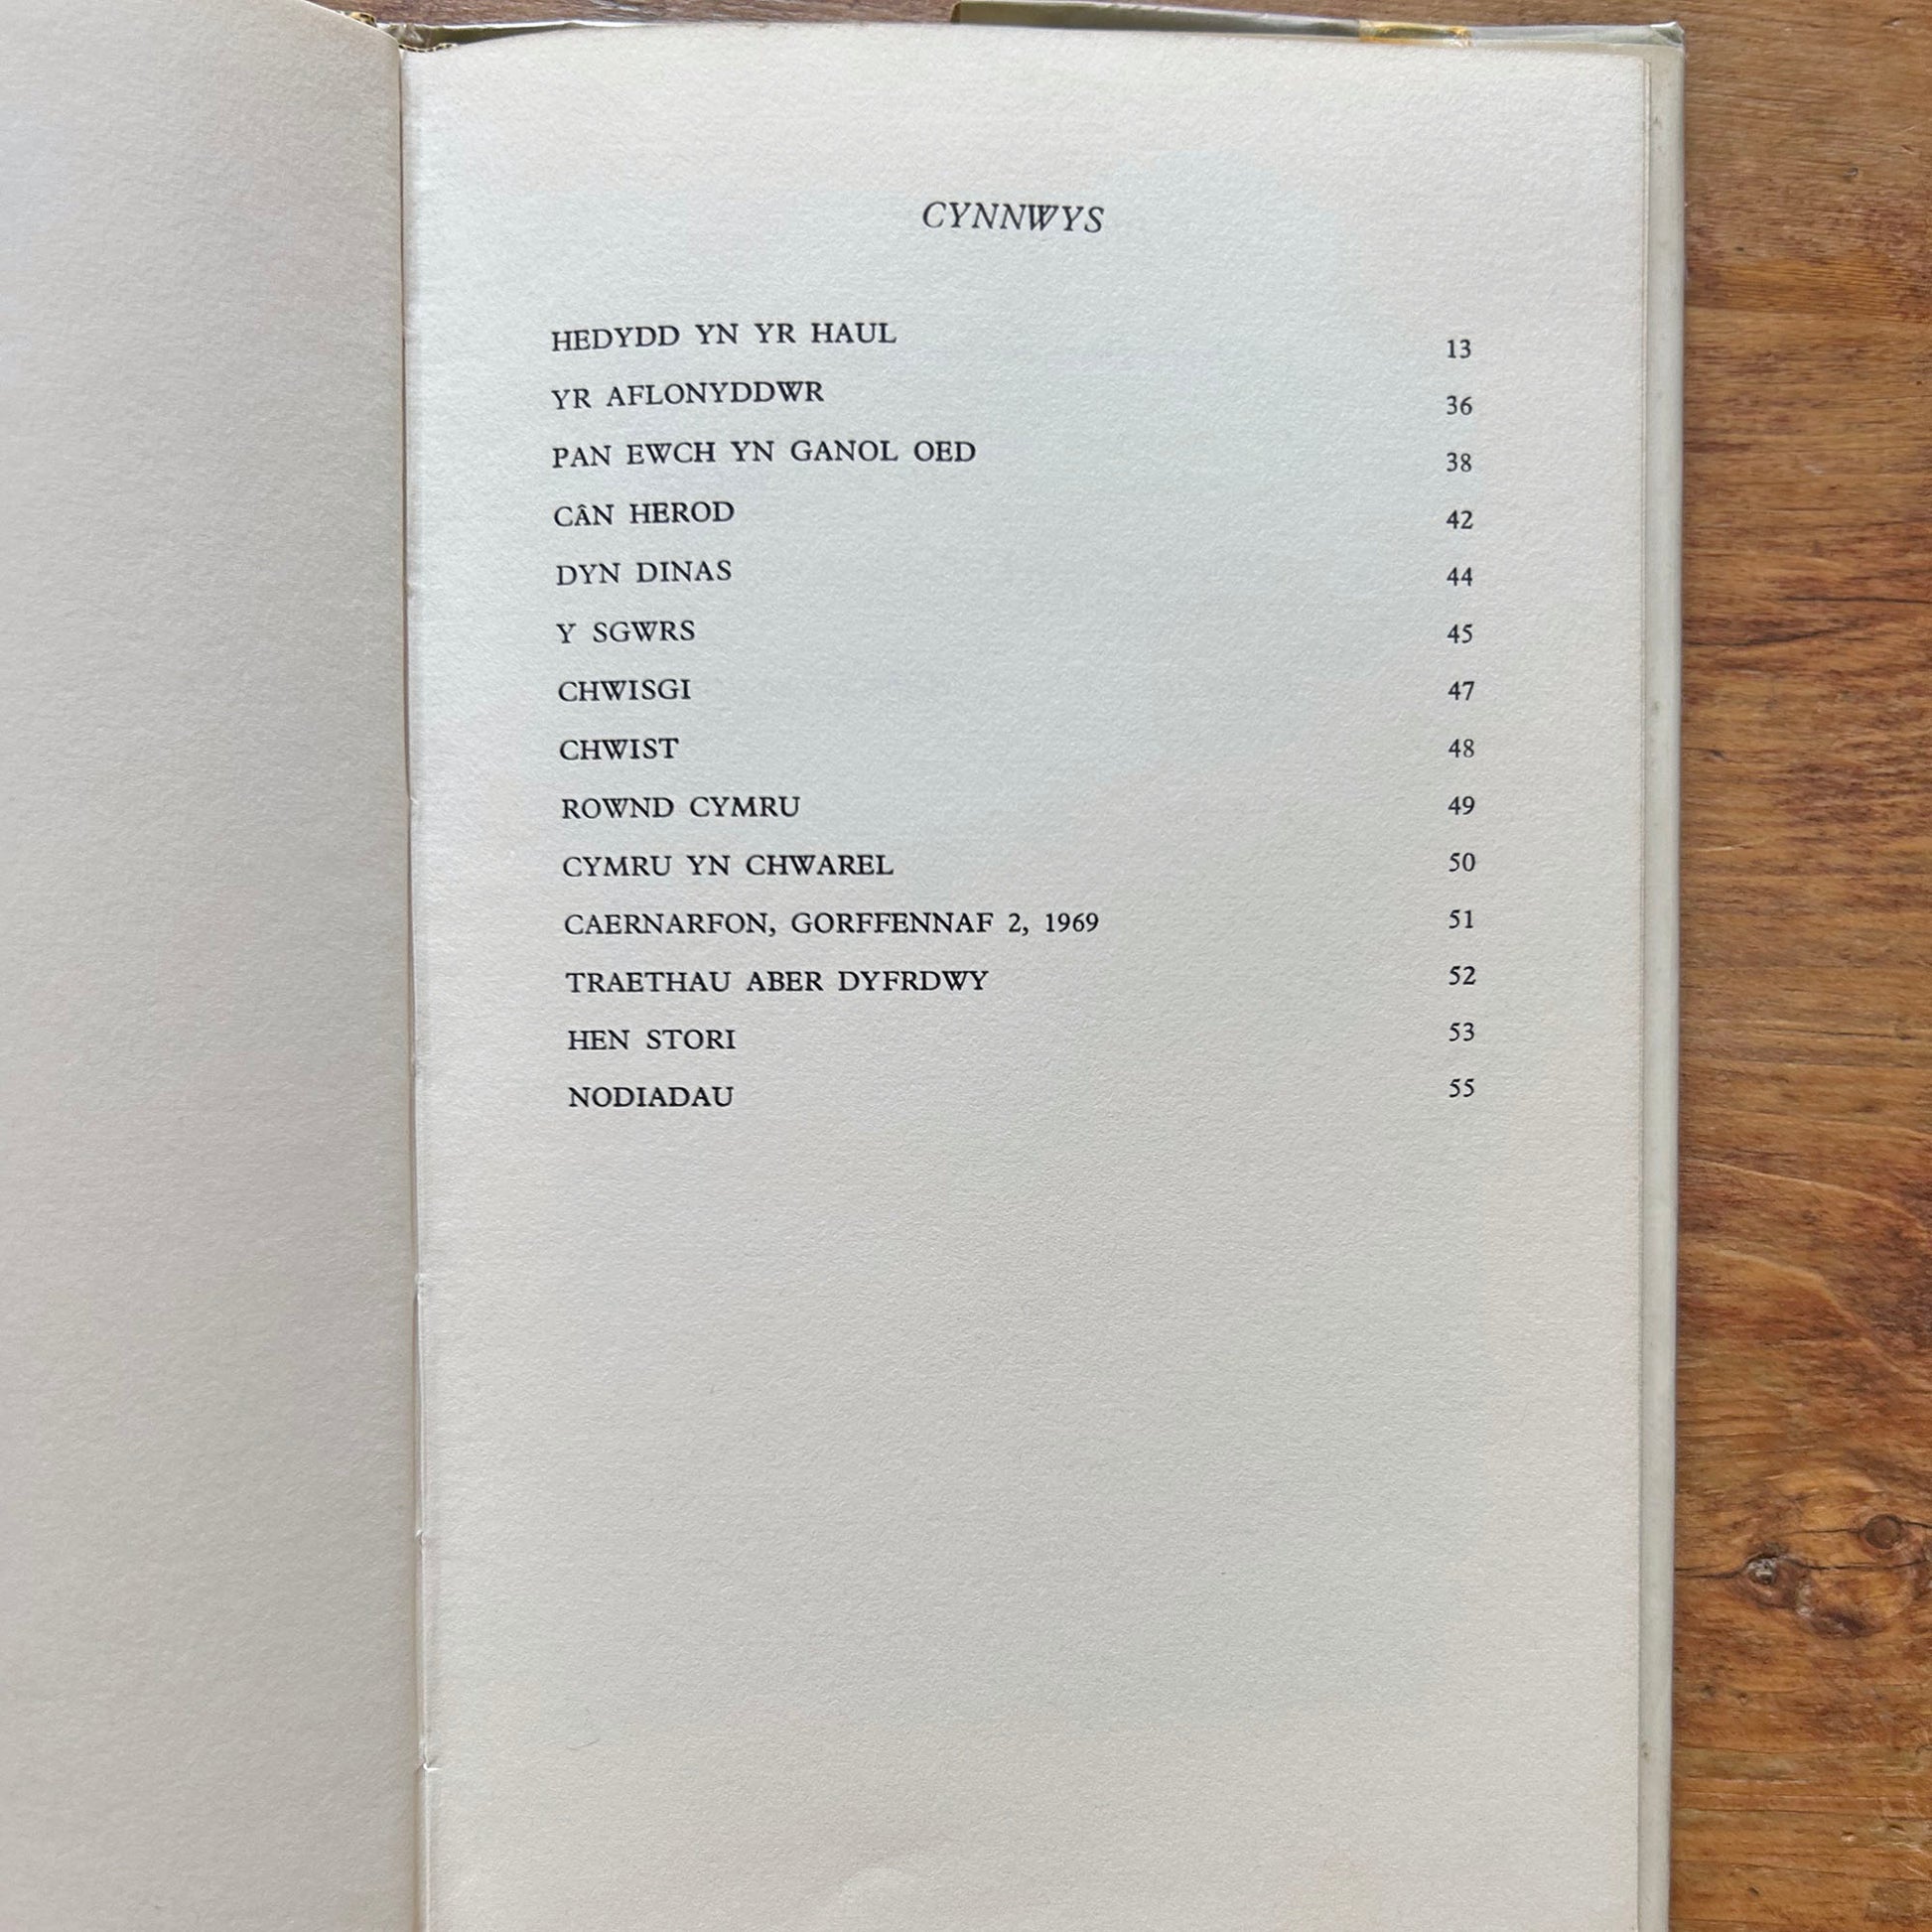 CYNNWYS
HEDYDD YN YR HAUL 13
YR AFLONYDDWR 36
PAN EWCH YN GANOL OED 38
CÂN HEROD 42
DYN DINAS 44
Y SGWRS 45
CHWISGI 47
CHWIST 48
ROWND CYMRU 49
CYMRU YN CHWAREL 50
CAERNARFON, GORFFENNAF 2, 1969 51
TRAETHAU ABER DYFRDWY 52
HEN STORI 53
NODIADAU 55